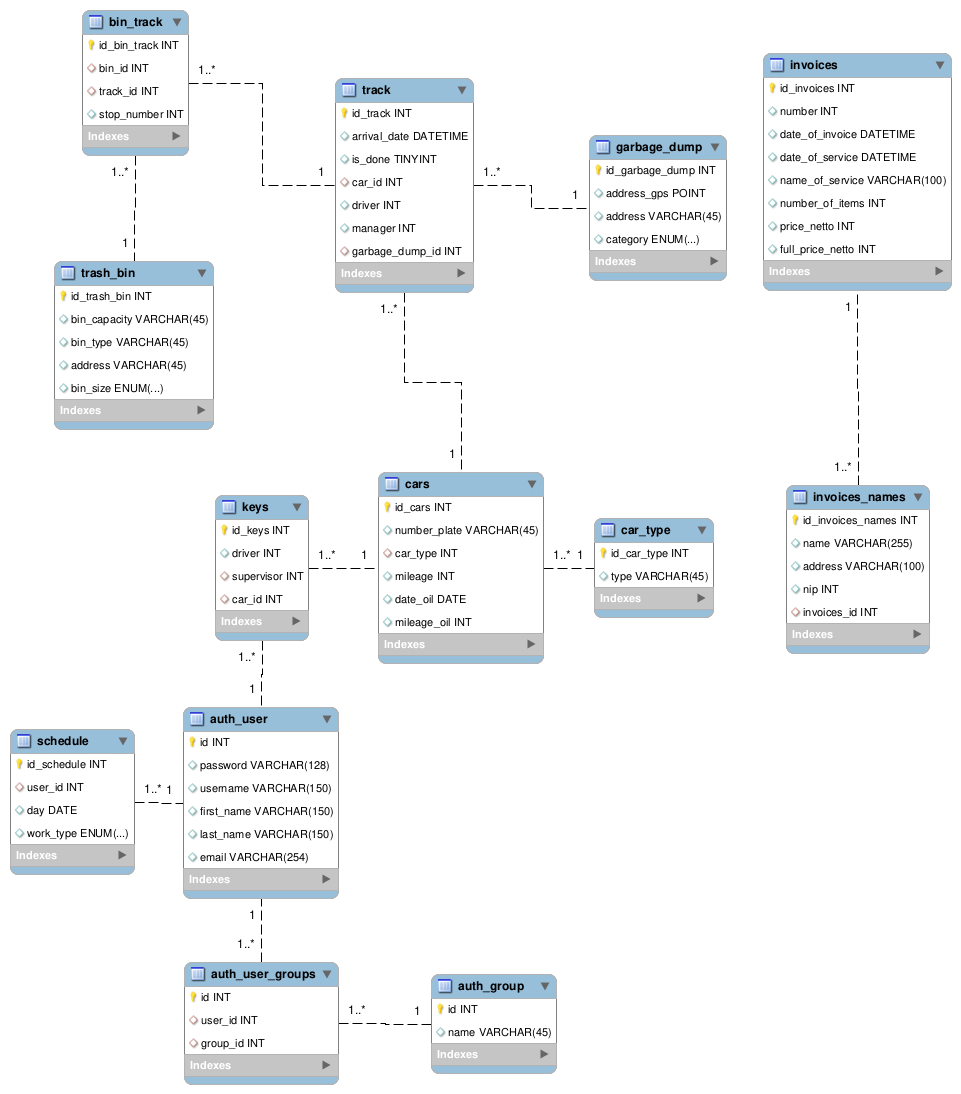 bin_track
id_bin_track INT
bin_id INT
track_id INT
stop_number INT
Indexes
1..*
1
1..*
1
track
id_track INT
arrival_date DATETIME
is_done TINYINT
car_id INT
driver INT
manager INT
garbage_dump_id INT
Indexes
1..*
1
garbage_dump
id_garbage_dump INT
address_gps POINT
address VARCHAR(45)
category ENUM(...)
Indexes
invoices
id_invoices INT
number INT
date_of_invoice DATETIME
date_of_service DATETIME
name_of_service VARCHAR(100)
number_of_items INT
price_netto INT
full_price_netto INT
Indexes
1
1..*
trash_bin
id_trash_bin INT
bin_capacity VARCHAR(45)
bin_type VARCHAR(45)
address VARCHAR(45)
bin_size ENUM(...)
Indexes
1..*
1
keys
id_keys INT
driver INT
supervisor INT
car_id INT
Indexes
1..*
1
cars
id_cars INT
number_plate VARCHAR(45)
car_type INT
mileage INT
date_oil DATE
mileage_oil INT
Indexes
1..*
1
car_type
id_car_type INT
type VARCHAR(45)
Indexes
invoices_names
id_invoices_names INT
name VARCHAR(255)
address VARCHAR(100)
nip INT
invoices_id INT
Indexes
1..*
1
schedule
id_schedule INT
user_id INT
day DATE
work_type ENUM(...)
Indexes
1..*
1
auth_user
id INT
password VARCHAR(128)
username VARCHAR(150)
first_name VARCHAR(150)
last_name VARCHAR(150)
email VARCHAR(254)
Indexes
1
1..*
auth_user_groups
id INT
user_id INT
group_id INT
Indexes
1..*
1
auth_group
id INT
name VARCHAR(45)
Indexes